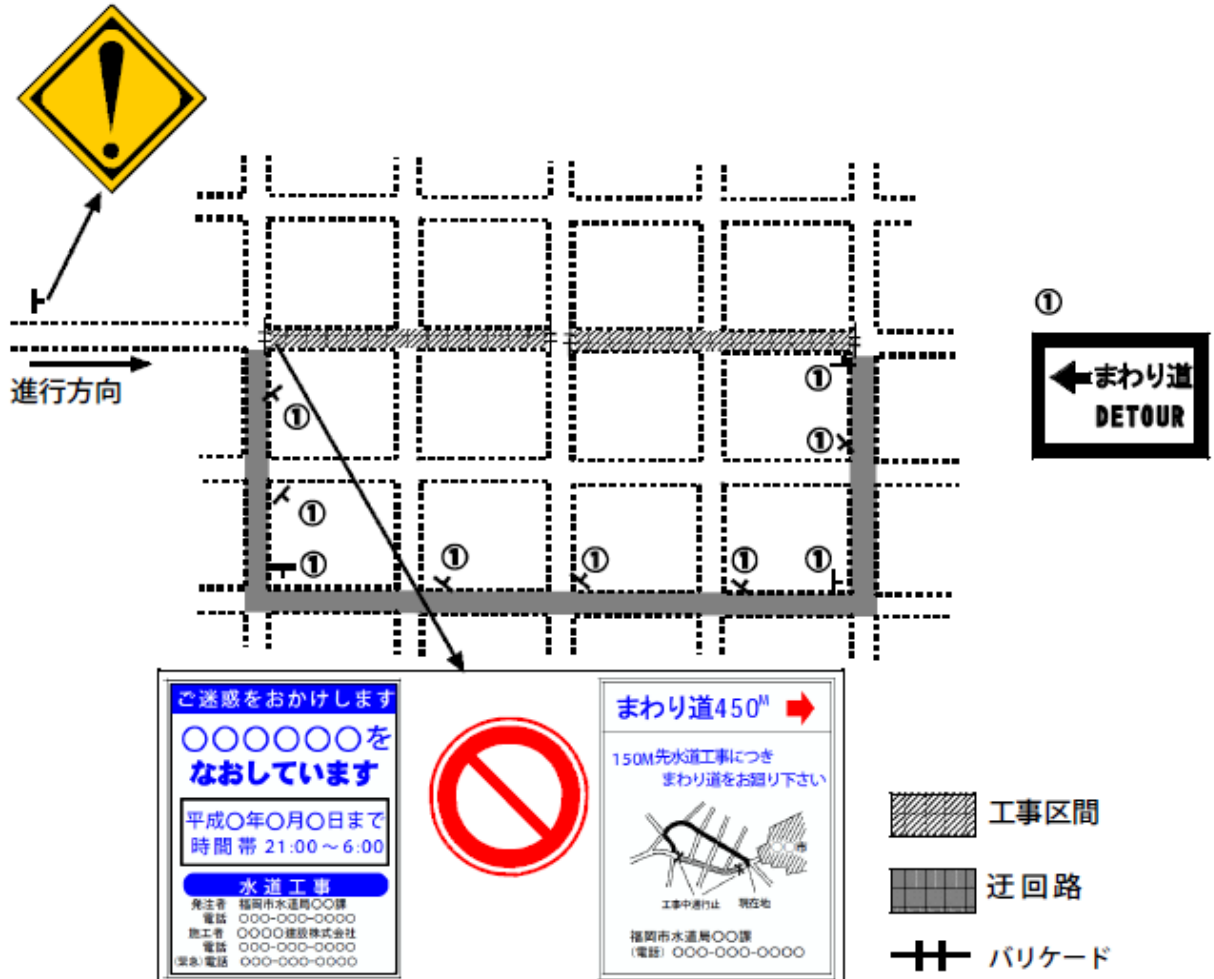 進行方向
①
①
①
①
①
①
①
①
①
①
←まわり道
DETOUR
ご迷惑をおかけします
○○○○○○を
なおしています
平成○年○月○日まで
時間帯 21:00～6:00
水道工事
発注者 福岡市水道局○○課
電話 ○○○-○○○-○○○○
施工者 ○○○○建設株式会社
電話 ○○○-○○○-○○○○
(緊急)電話 ○○○-○○○-○○○○
まわり道450M
150M先水道工事につき
まわり道をお廻り下さい
○○市
工事中通行止 現在地
福岡市水道局○○課
(電話) ○○○-○○○-○○○○
工事区間
迂回路
バリケード